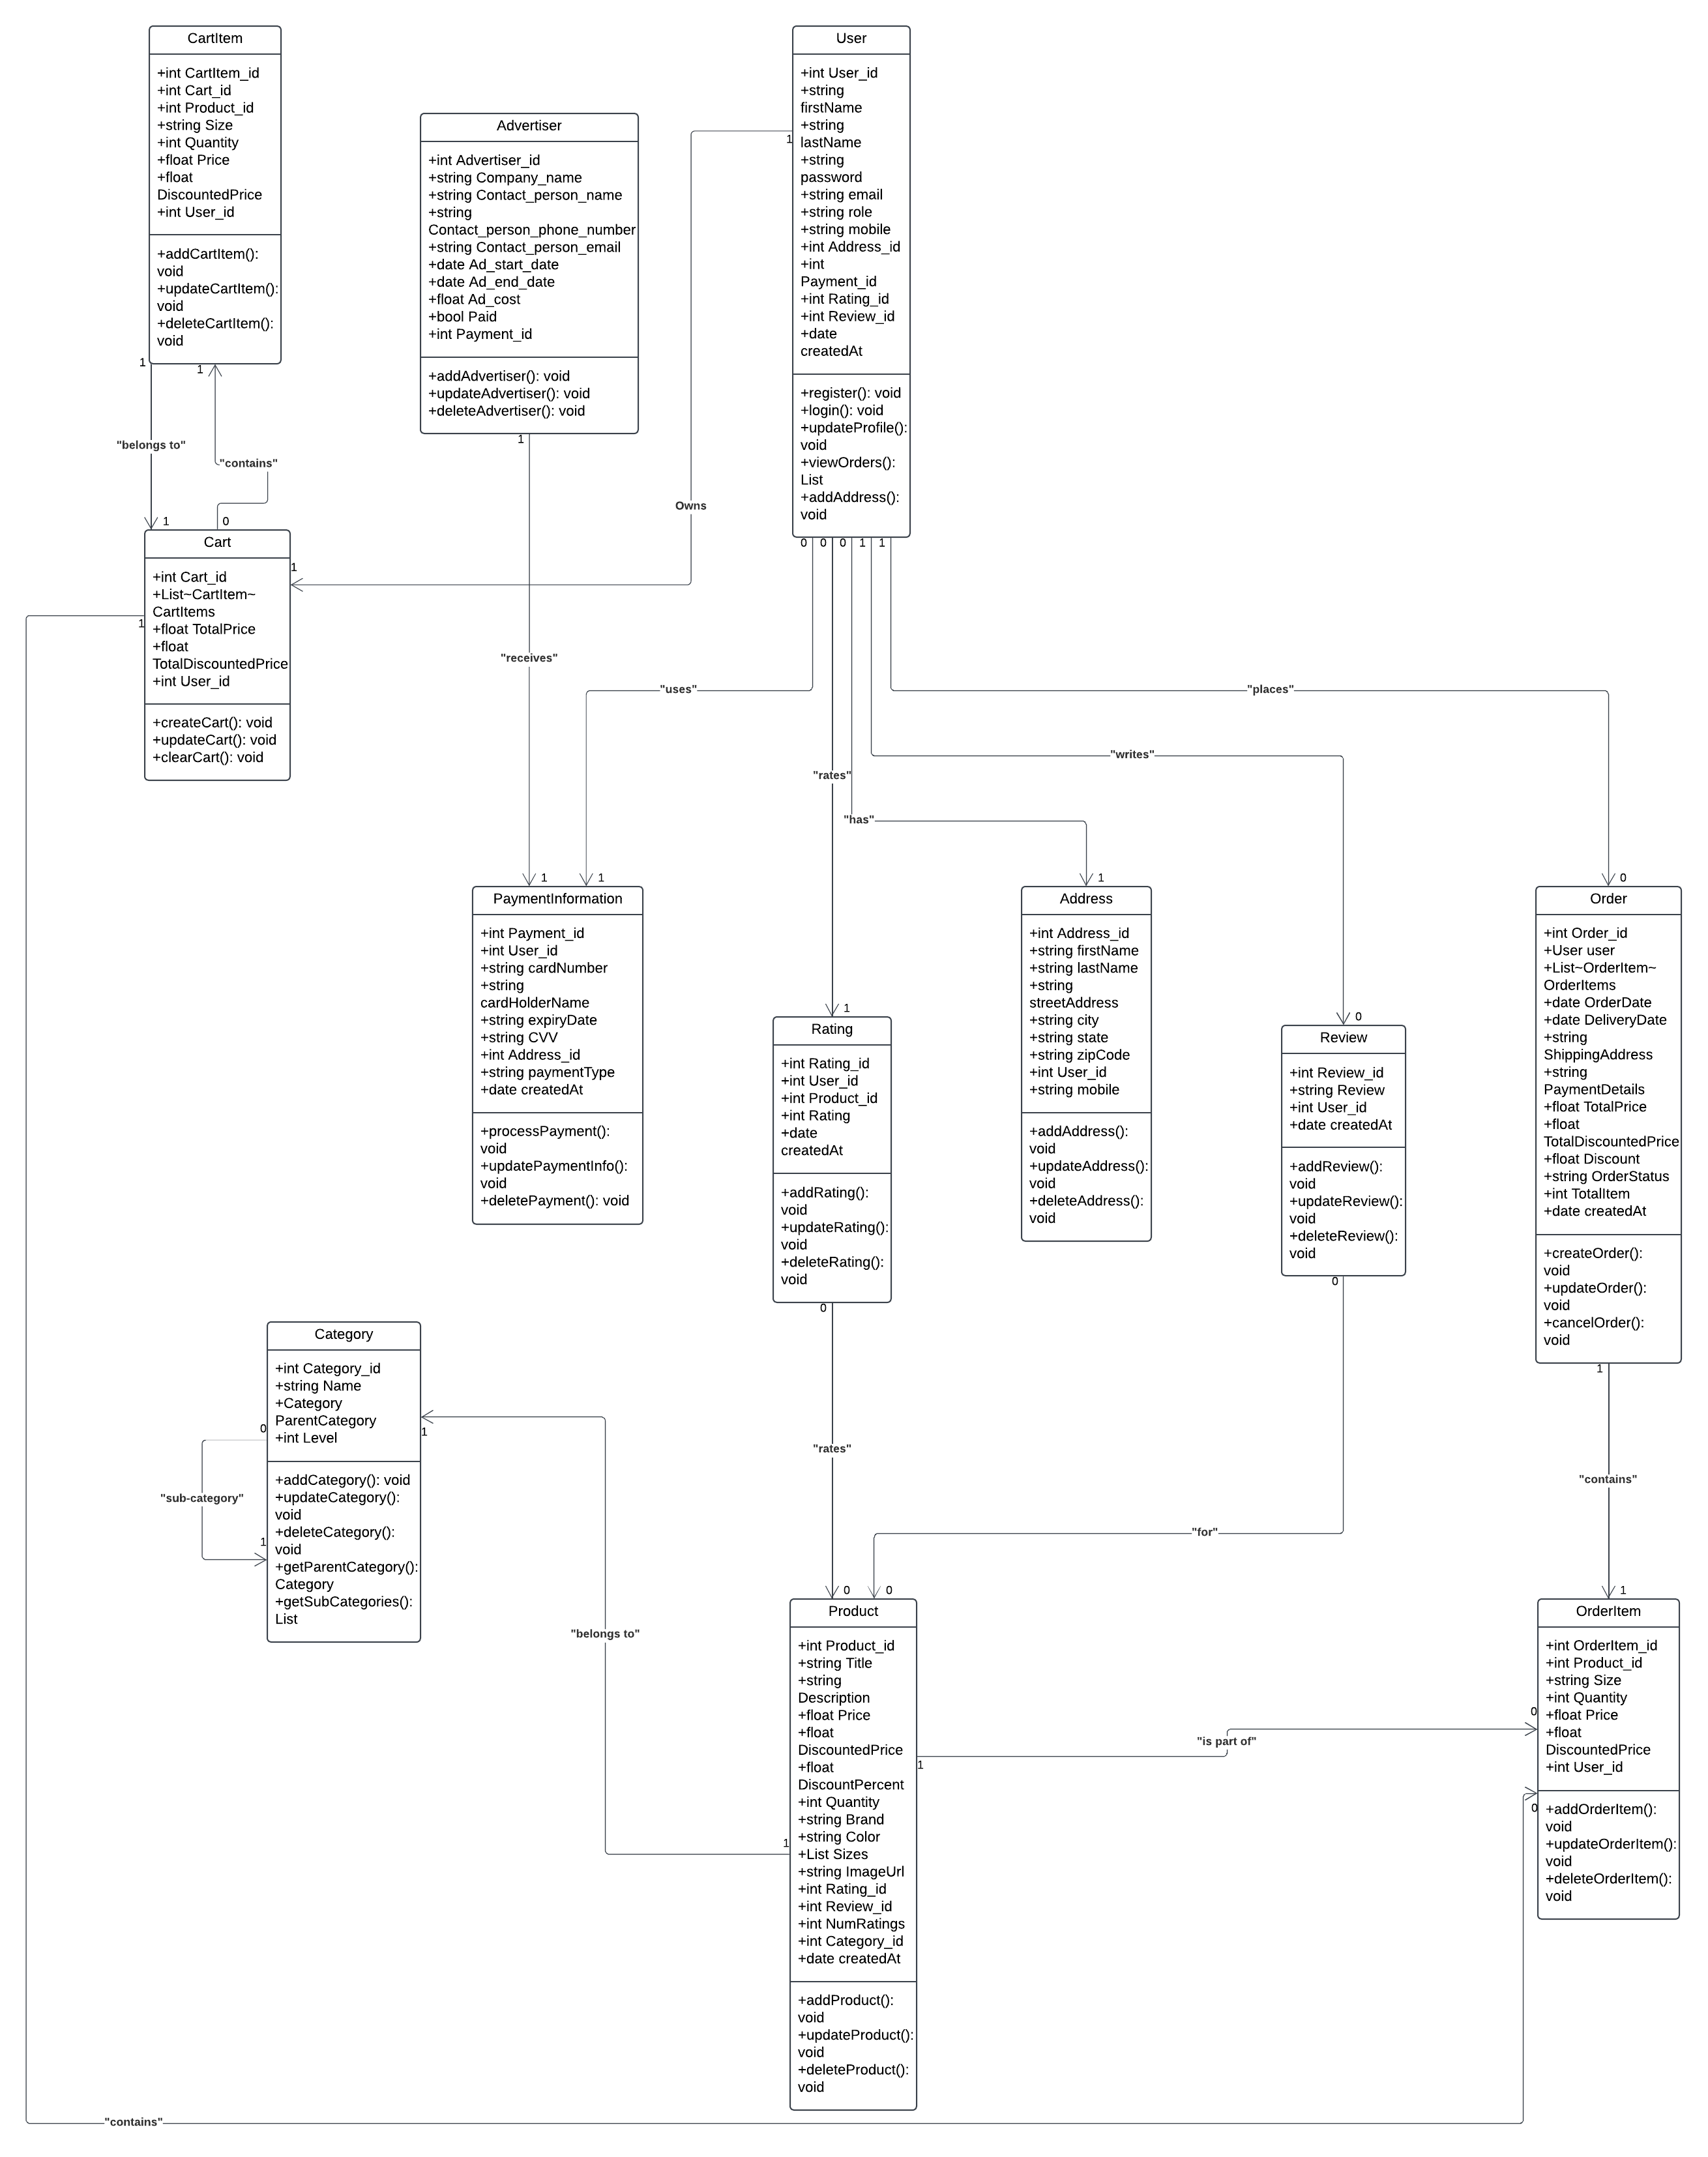 CartItem
+int CartItem_id
+int Cart_id
+int Product_id
+string Size
+int Quantity
+float Price
+float
DiscountedPrice
+int User_id
+addCartItem():
void
+updateCartItem():
void
+deleteCartItem():
void
1
1
"belongs to"
"contains"
1
0
Advertiser
+int Advertiser_id
+string Company_name
+string Contact_person_name
+string
Contact_person_phone_number
+string Contact_person_email
+date Ad_start_date
+date Ad_end_date
+float Ad_cost
+bool Paid
+int Payment_id
+addAdvertiser(): void
+updateAdvertiser(): void
+deleteAdvertiser(): void
1
"receives"
1
User
+int User_id
+string
firstName
+string
lastName
+string
password
+string email
+string role
+string mobile
+int Address_id
+int
Payment_id
+int Rating_id
+int Review_id
+date
createdAt
+register(): void
+login(): void
+updateProfile():
void
+viewOrders():
List
+addAddress():
void
1
Owns
1
0
0
0
1
1
"uses"
"places"
"writes"
"rates"
"has"
1
1
1
0
0
Cart
+int Cart_id
+List~CartItem~
CartItems
+float TotalPrice
+float
TotalDiscountedPrice
+int User_id
+createCart(): void
+updateCart(): void
+clearCart(): void
1
PaymentInformation
+int Payment_id
+int User_id
+string cardNumber
+string
cardHolderName
+string expiryDate
+string CVV
+int Address_id
+string paymentType
+date createdAt
+processPayment():
void
+updatePaymentInfo():
void
+deletePayment(): void
Rating
+int Rating_id
+int User_id
+int Product_id
+int Rating
+date
createdAt
+addRating():
void
+updateRating():
void
+deleteRating():
void
0
"rates"
0
Address
+int Address_id
+string firstName
+string lastName
+string
streetAddress
+string city
+string state
+string zipCode
+int User_id
+string mobile
+addAddress():
void
+updateAddress():
void
+deleteAddress():
void
Review
+int Review_id
+string Review
+int User_id
+date createdAt
+addReview():
void
+updateReview():
void
+deleteReview():
void
0
"for"
0
Order
+int Order_id
+User user
+List~OrderItem~
OrderItems
+date OrderDate
+date DeliveryDate
+string
ShippingAddress
+string
PaymentDetails
+float TotalPrice
+float
TotalDiscountedPrice
+float Discount
+string OrderStatus
+int TotalItem
+date createdAt
+createOrder():
void
+updateOrder():
void
+cancelOrder():
void
1
"contains"
1
Category
+int Category_id
+string Name
+Category
ParentCategory
+int Level
+addCategory(): void
+updateCategory():
void
+deleteCategory():
void
+getParentCategory():
Category
+getSubCategories():
List
0
"sub-category"
1
1
"belongs to"
1
Product
+int Product_id
+string Title
+string
Description
+float Price
+float
DiscountedPrice
+float
DiscountPercent
+int Quantity
+string Brand
+string Color
+List Sizes
+string ImageUrl
+int Rating_id
+int Review_id
+int NumRatings
+int Category_id
+date createdAt
+addProduct():
void
+updateProduct():
void
+deleteProduct():
void
1
"is part of"
0
OrderItem
+int OrderItem_id
+int Product_id
+string Size
+int Quantity
+float Price
+float
DiscountedPrice
+int User_id
+addOrderItem():
void
+updateOrderItem():
void
+deleteOrderItem():
void
0
"contains"